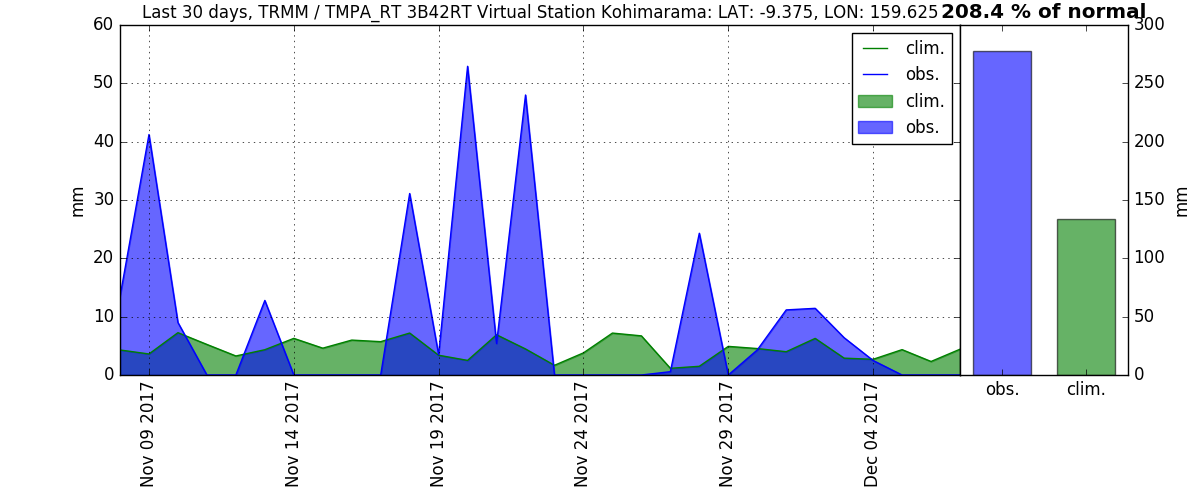 Last 30 days, TRMM / TMPA_RT 3B42RT Virtual Station Kohimarama: LAT: -9.375, LON: 159.625
208.4 % of normal
60
50
40
30
20
10
0
mm
clim.
obs.
clim.
obs.
Nov 09 2017
Nov 14 2017
Nov 19 2017
Nov 24 2017
Nov 29 2017
Dec 04 2017
300
250
200
150
100
50
0
mm
obs.
clim.